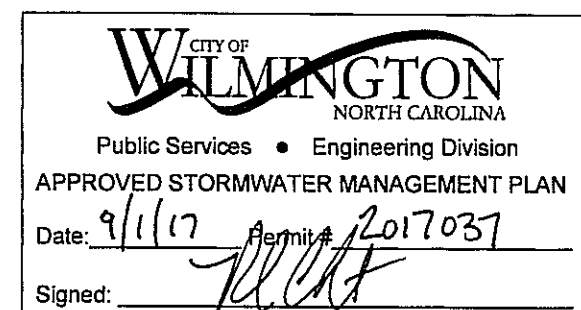 CITY OF
WILMINGTON
NORTH CAROLINA
Public Services • Engineering Division
APPROVED STORMWATER MANAGEMENT PLAN
Date: 9/1/17 Permit # 2017037
Signed: